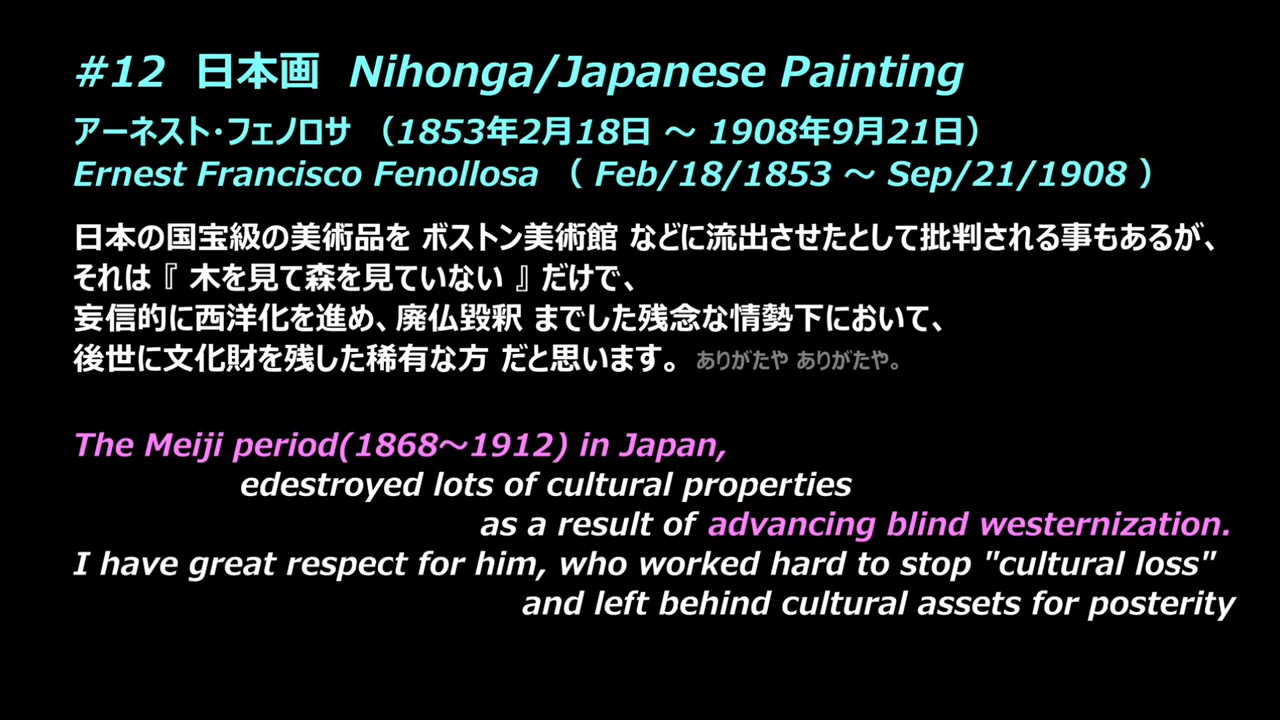 #12 日本画 Nihonga/Japanese Painting
アーネスト・フェノロサ （1853年2月18日 ～ 1908年9月21日）
Ernest Francisco Fenollosa （ Feb/18/1853 ～ Sep/21/1908 ）
日本の国宝級の美術品を ボストン美術館 などに流出させたとして批判される事もあるが、
それは『 木を見て森を見ていない 』だけで、
妄信的に西洋化を進め、廃仏毀釈 までした残念な情勢下において、
後世に文化財を残した稀有な方 だと思います。 ありがたや ありがたや。
The Meiji period(1868～1912) in Japan,
edestroyed lots of cultural properties
as a result of advancing blind westernization.
I have great respect for him, who worked hard to stop "cultural loss"
and left behind cultural assets for posterity